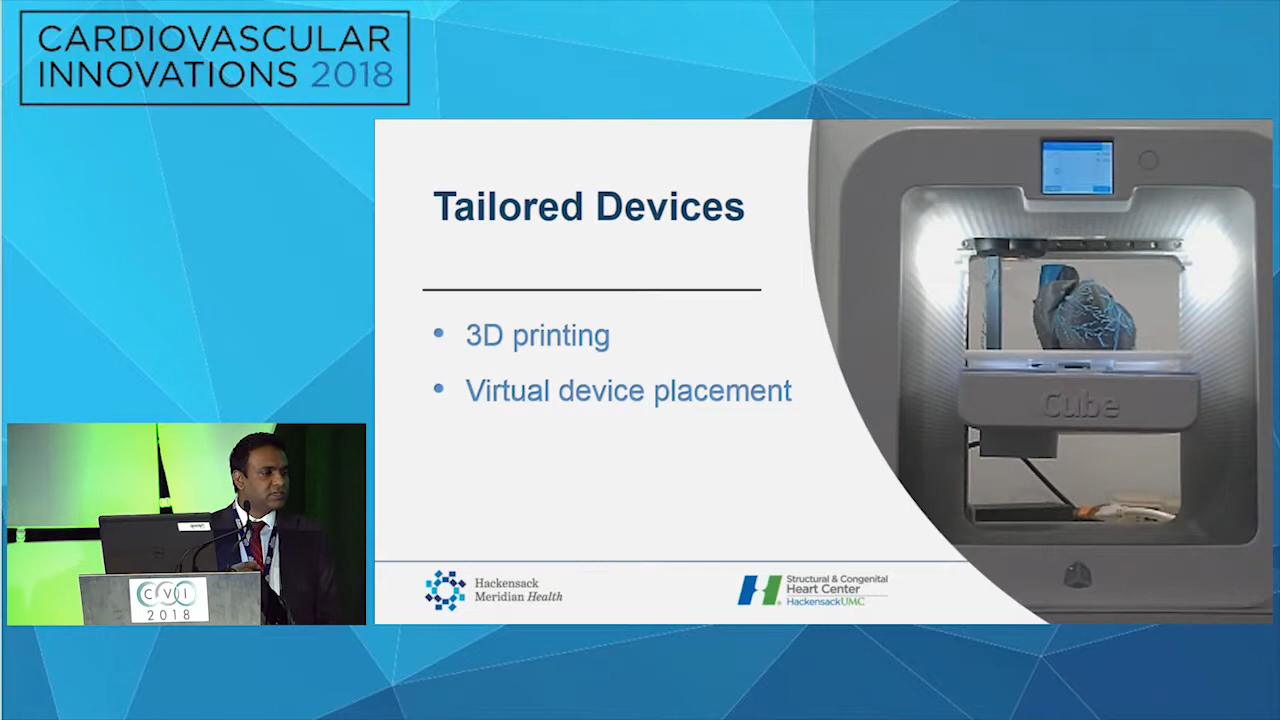 CARDIOVASCULAR
INNOVATIONS 2018
Tailored Devices
• 3D printing
• Virtual device placement
Cube
Hackensack
Meridian Health
Structural & Congenital
Heart Center
HackensackUMC
CVI
2018